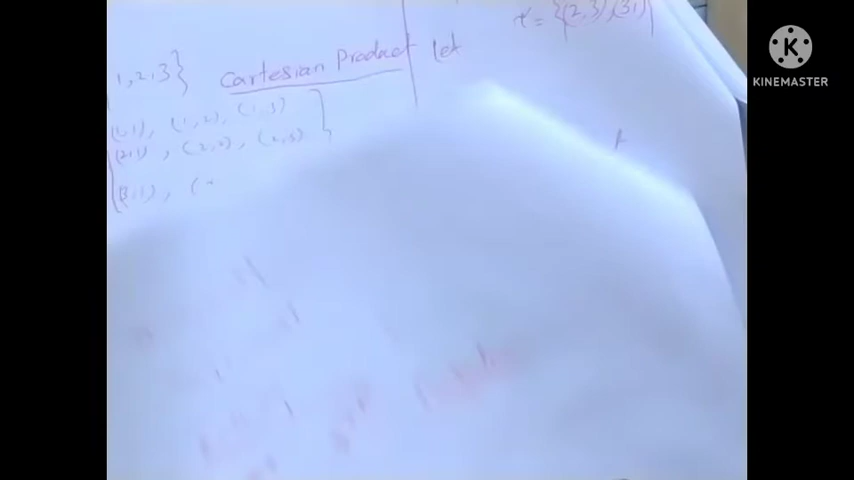 1, 2, 3}
Cartesian Product
(1,1), (1,2), (1,3)
(2,1), (2,2), (2,3)
(3,1), (
Let
r = {(2,3), (3,1)
KINEMASTER